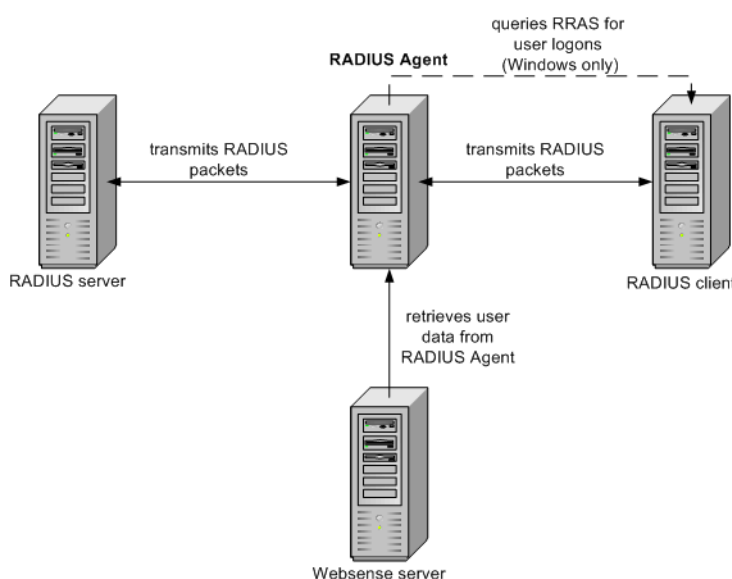 queries RRAS for
user logons
(Windows only)
RADIUS Agent
transmits RADIUS
packets
transmits RADIUS
packets
RADIUS server
RADIUS client
retrieves user
data from
RADIUS Agent
Websense server